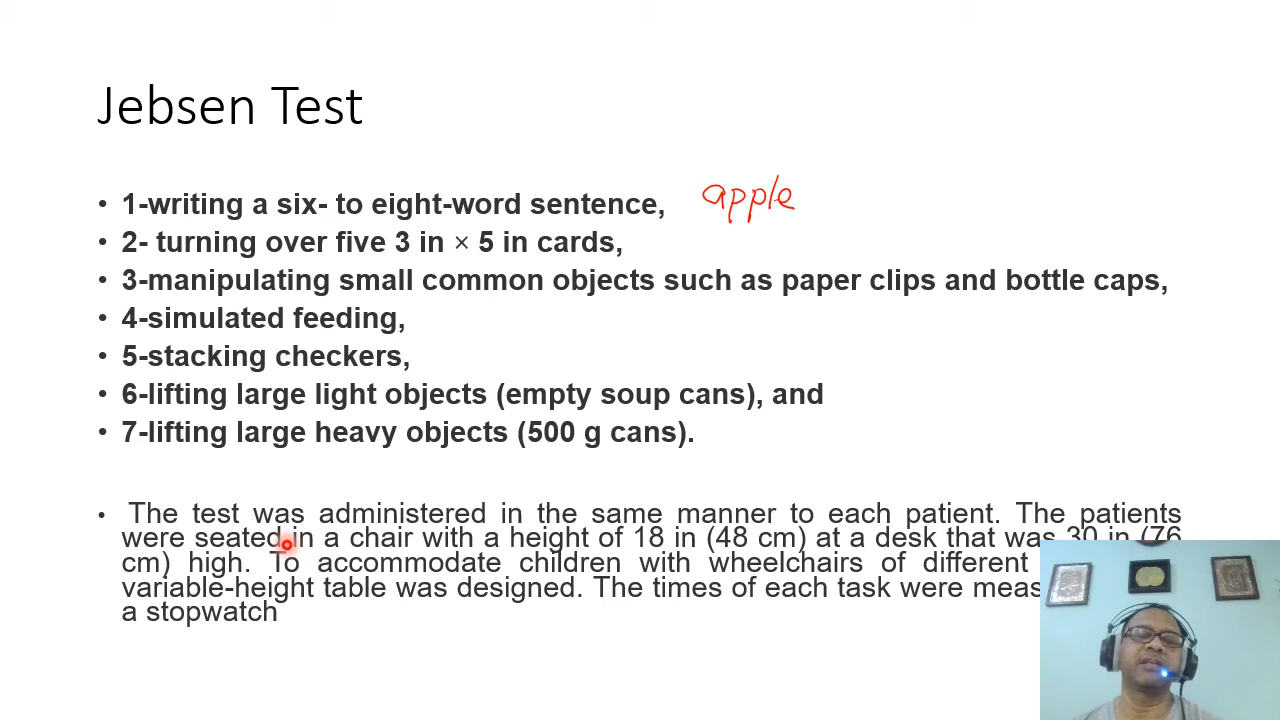 Jebsen Test
• 1-writing a six- to eight-word sentence, apple
• 2- turning over five 3 in × 5 in cards,
• 3-manipulating small common objects such as paper clips and bottle caps,
• 4-simulated feeding,
• 5-stacking checkers,
• 6-lifting large light objects (empty soup cans), and
• 7-lifting large heavy objects (500 g cans).
• The test was administered in the same manner to each patient. The patients
were seated in a chair with a height of 18 in (48 cm) at a desk that was 30 in (76
cm) high. To accommodate children with wheelchairs of different
variable-height table was designed. The times of each task were meas
a stopwatch